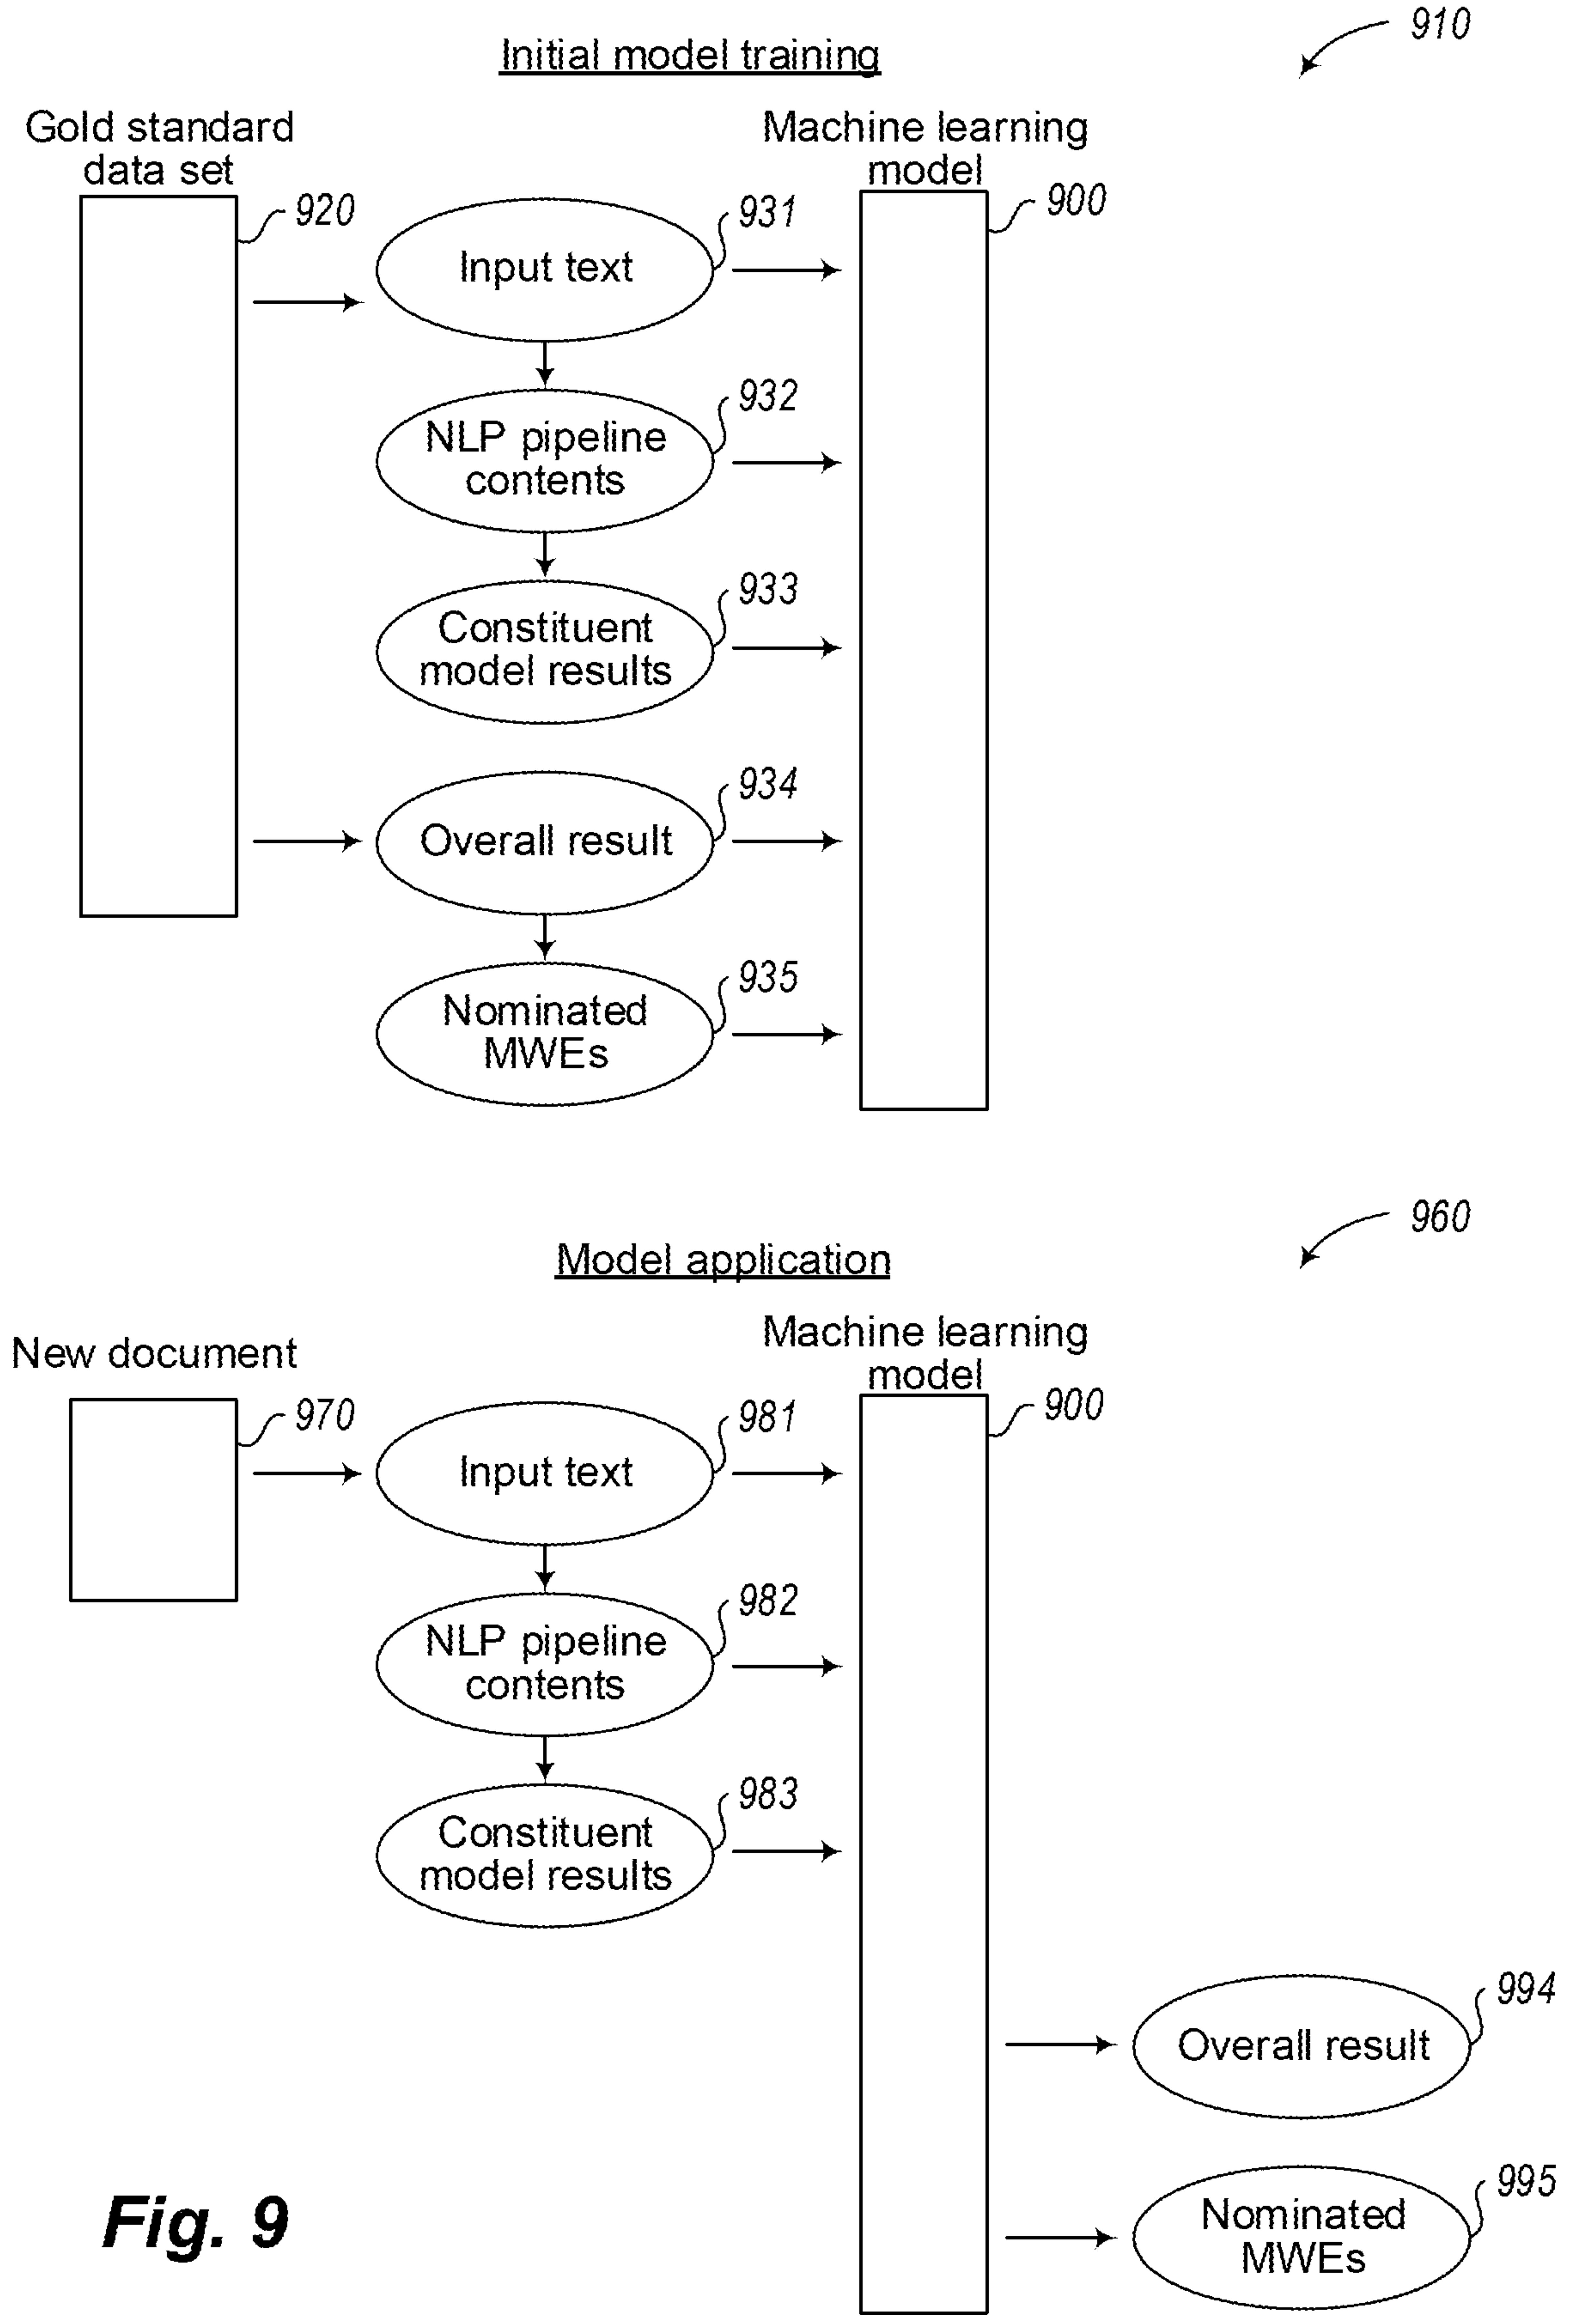 910
Initial model training
Gold standard
data set
Machine learning
model
920
931
900
Input text
932
NLP pipeline
contents
933
Constituent
model results
934
Overall result
935
Nominated
MWEs
960
Model application
New document
Machine learning
model
970
981
900
Input text
982
NLP pipeline
contents
983
Constituent
model results
994
Overall result
995
Nominated
MWEs
Fig. 9